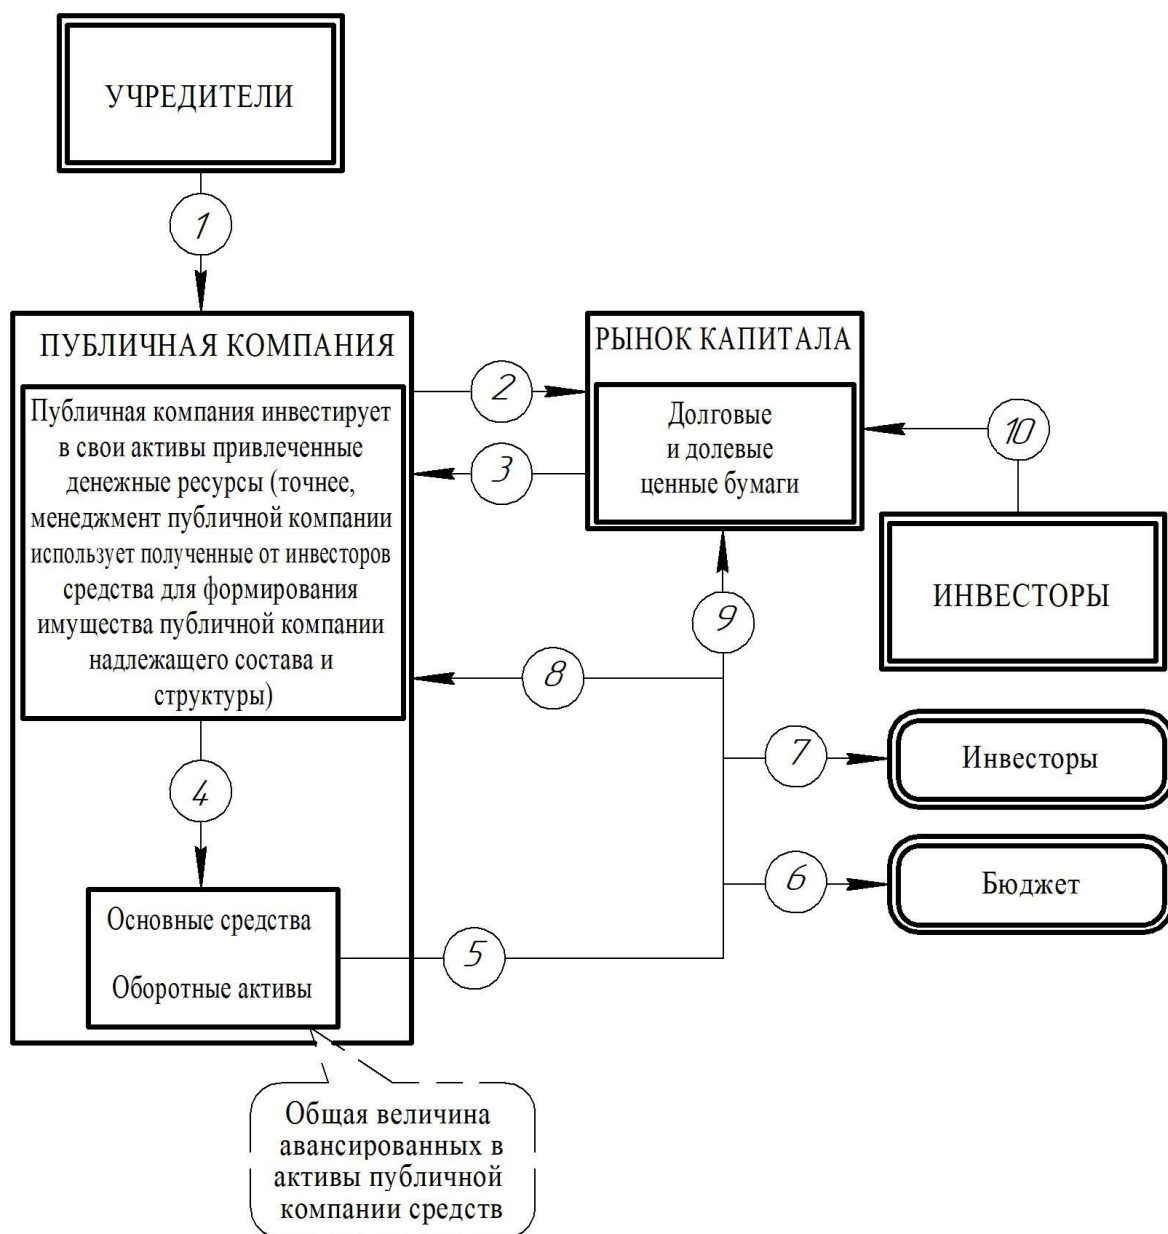 УЧРЕДИТЕЛИ
1
ПУБЛИЧНАЯ КОМПАНИЯ
Публичная компания инвестирует
в свои активы привлеченные
денежные ресурсы (точнее,
менеджмент публичной компании
использует полученные от инвесторов
средства для формирования
имущества публичной компании
надлежащего состава и
структуры)
2
3
РЫНОК КАПИТАЛА
Долговые
и долевые
ценные бумаги
10
ИНВЕСТОРЫ
9
8
7
Инвесторы
4
6
Бюджет
Основные средства
Оборотные активы
5
Общая величина
авансированных в
активы публичной
компании средств